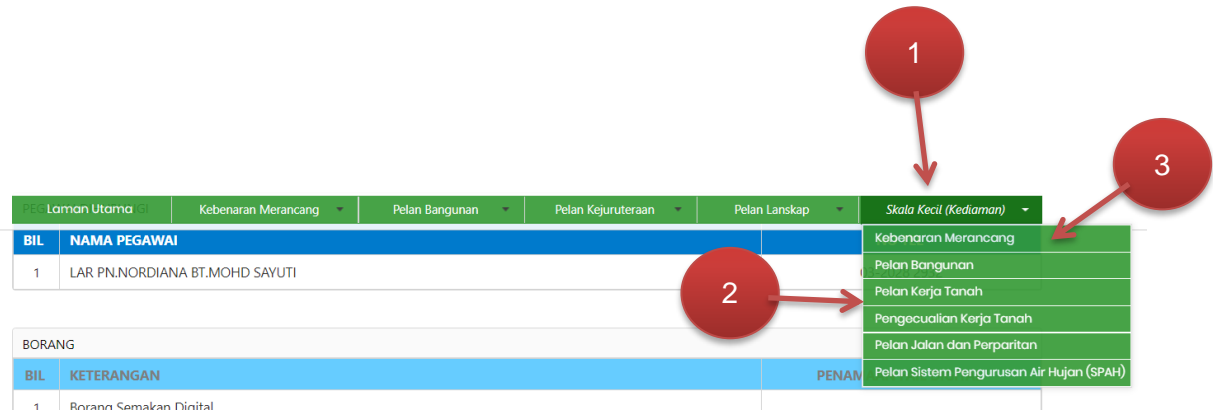 1
3
Laman Utama Kebenaran Merancang Pelan Bangunan Pelan Kejuruteraan Pelan Lanskap Skala Kecil (Kediaman)
BIL NAMA PEGAWAI
Kebenaran Merancang
Pelan Bangunan
1 LAR PN.NORDIANA BT.MOHD SAYUTI
2
Pelan Kerja Tanah
Pengecualian Kerja Tanah
BORANG
Pelan Jalan dan Perparitan
BIL KETERANGAN
Pelan Sistem Pengurusan Air Hujan (SPAH)
1 Borang Semakan Digital